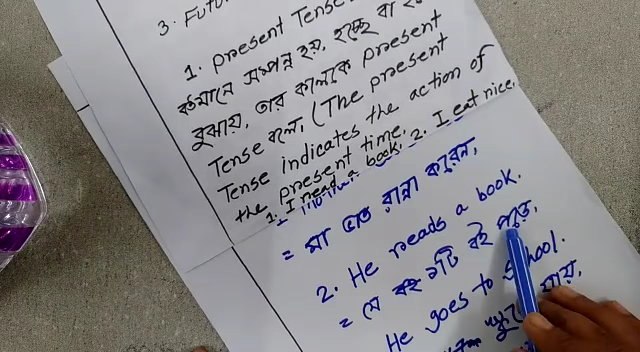 3. Futu
1. Present Tense
বর্তমানে সম্পন্ন হয়, হচ্ছে বা
বুঝায়, তার কালকে Present
Tense বলে, (The present
Tense indicates the action of
the present time.
1. I read a book. 2. I eat rice.
= মা ভাত রান্না করেন,
2. He reads a book.
= সে একটি বই পড়ে,
He goes to School.
যায়,